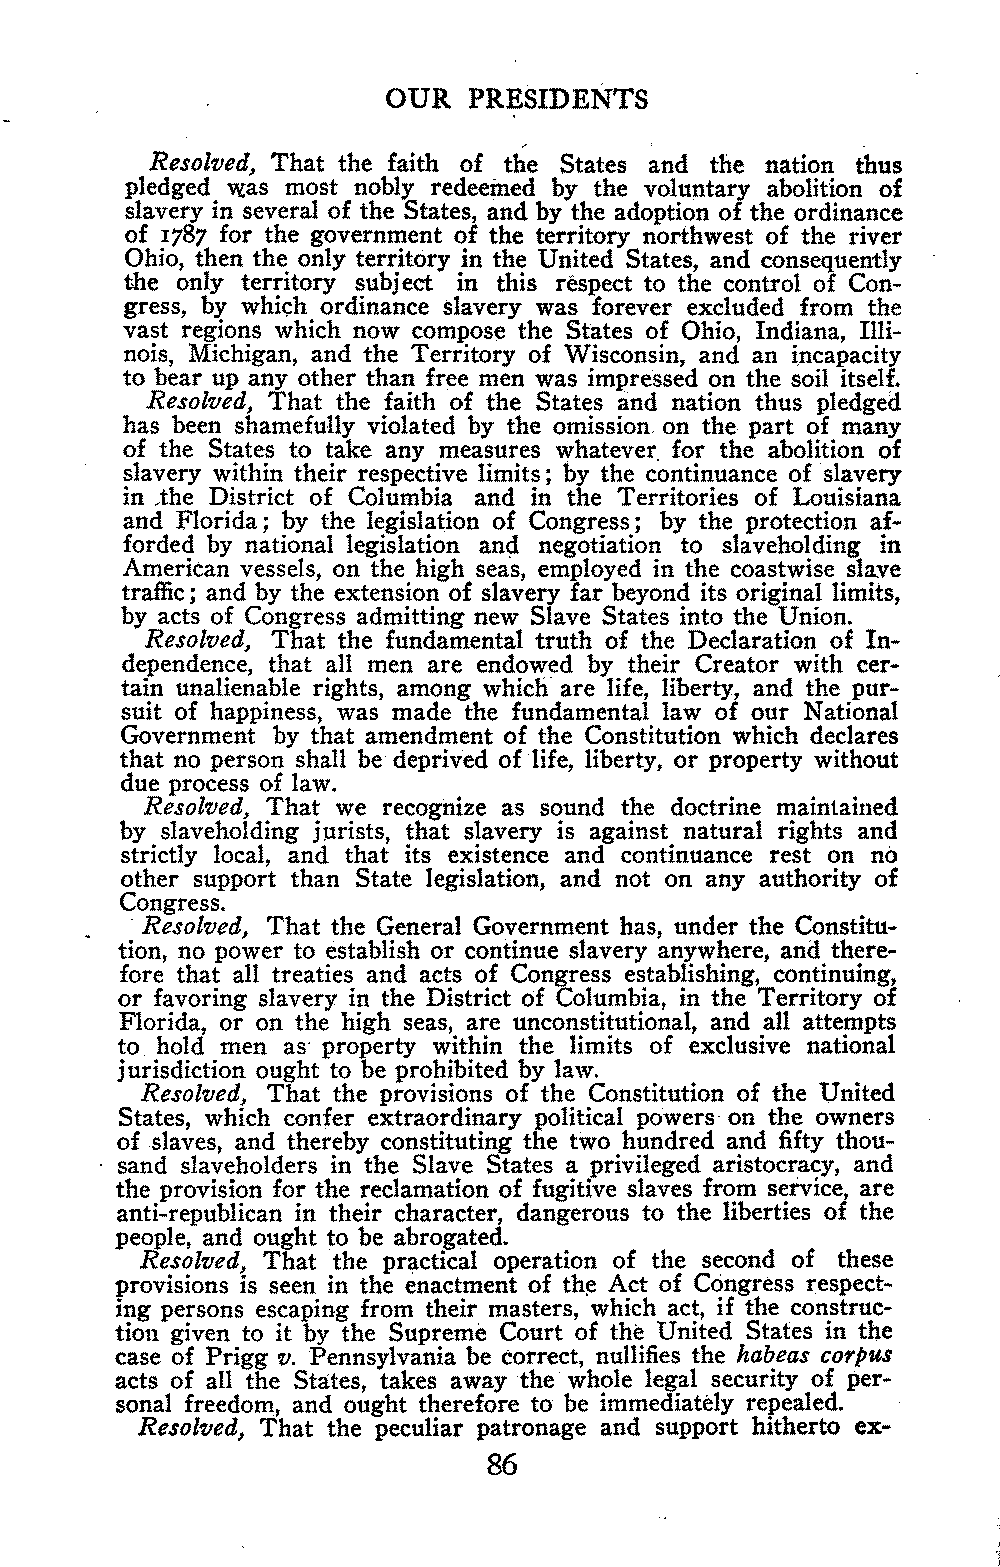 OUR PRESIDENTS
Resolved, That the faith of the States and the nation thus
pledged was most nobly redeemed by the voluntary abolition of
slavery in several of the States, and by the adoption of the ordinance
of 1787 for the government of the territory northwest of the river
Ohio, then the only territory in the United States, and consequently
the only territory subject in this respect to the control of Con-
gress, by which ordinance slavery was forever excluded from the
vast regions which now compose the States of Ohio, Indiana, Illi-
nois, Michigan, and the Territory of Wisconsin, and an incapacity
to bear up any other than free men was impressed on the soil itself.
Resolved, That the faith of the States and nation thus pledged
has been shamefully violated by the omission on the part of many
of the States to take any measures whatever for the abolition of
slavery within their respective limits; by the continuance of slavery
in the District of Columbia and in the Territories of Louisiana
and Florida; by the legislation of Congress; by the protection af-
forded by national legislation and negotiation to slaveholding in
American vessels, on the high seas, employed in the coastwise slave
traffic; and by the extension of slavery far beyond its original limits,
by acts of Congress admitting new Slave States into the Union.
Resolved, That the fundamental truth of the Declaration of In-
dependence, that all men are endowed by their Creator with cer-
tain unalienable rights, among which are life, liberty, and the pur-
suit of happiness, was made the fundamental law of our National
Government by that amendment of the Constitution which declares
that no person shall be deprived of life, liberty, or property without
due process of law.
Resolved, That we recognize as sound the doctrine maintained
by slaveholding jurists, that slavery is against natural rights and
strictly local, and that its existence and continuance rest on no
other support than State legislation, and not on any authority of
Congress.
Resolved, That the General Government has, under the Constitu-
tion, no power to establish or continue slavery anywhere, and there-
fore that all treaties and acts of Congress establishing, continuing,
or favoring slavery in the District of Columbia, in the Territory of
Florida, or on the high seas, are unconstitutional, and all attempts
to hold men as property within the limits of exclusive national
jurisdiction ought to be prohibited by law.
Resolved, That the provisions of the Constitution of the United
States, which confer extraordinary political powers on the owners
of slaves, and thereby constituting the two hundred and fifty thou-
sand slaveholders in the Slave States a privileged aristocracy, and
the provision for the reclamation of fugitive slaves from service, are
anti-republican in their character, dangerous to the liberties of the
people, and ought to be abrogated.
Resolved, That the practical operation of the second of these
provisions is seen in the enactment of the Act of Congress respect-
ing persons escaping from their masters, which act, if the construc-
tion given to it by the Supreme Court of the United States in the
case of Prigg v. Pennsylvania be correct, nullifies the habeas corpus
acts of all the States, takes away the whole legal security of per-
sonal freedom, and ought therefore to be immediately repealed.
Resolved, That the peculiar patronage and support hitherto ex-
86